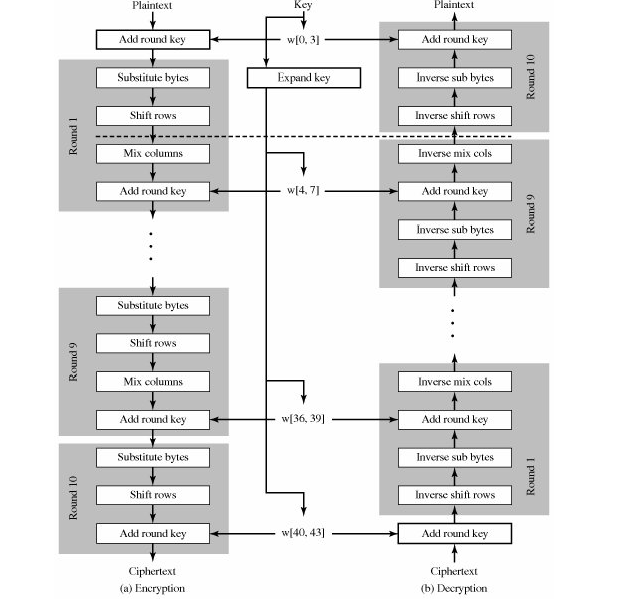 Plaintext
Key
Plaintext
Add round key
w[0, 3]
Add round key
Substitute bytes
Expand key
Inverse sub bytes
Round 10
Shift rows
Inverse shift rows
Round 1
Mix columns
Inverse mix cols
Add round key
w[4, 7]
Add round key
Round 9
Inverse sub bytes
Inverse shift rows
Substitute bytes
Shift rows
Round 9
Mix columns
Inverse mix cols
Add round key
w[36, 39]
Add round key
Substitute bytes
Inverse sub bytes
Round 1
Round 10
Shift rows
Inverse shift rows
Add round key
w[40, 43]
Add round key
Ciphertext
Ciphertext
(a) Encryption
(b) Decryption